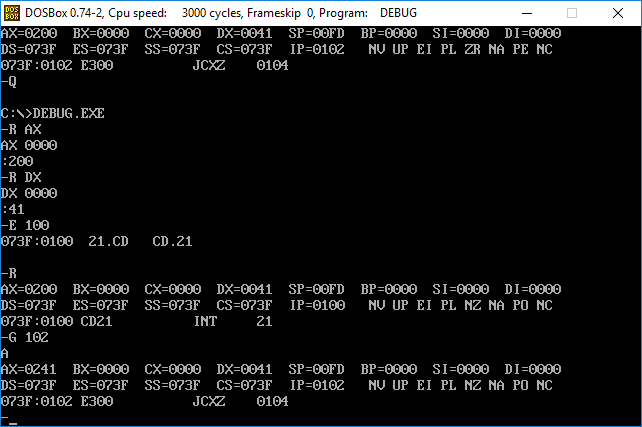 DOSBox 0.74-2, Cpu speed: 3000 cycles, Frameskip 0, Program: DEBUG
AX=0200 BX=0000 CX=0000 DX=0041 SP=00FD BP=0000 SI=0000 DI=0000
DS=073F ES=073F SS=073F CS=073F IP=0102 NV UP EI PL ZR NA PE NC
073F:0102 E300 JCXZ 0104
-Q
C:\>DEBUG.EXE
-R AX
AX 0000
:200
-R DX
DX 0000
:41
-E 100
073F:0100 21.CD CD.21
-R
AX=0200 BX=0000 CX=0000 DX=0041 SP=00FD BP=0000 SI=0000 DI=0000
DS=073F ES=073F SS=073F CS=073F IP=0100 NV UP EI PL NZ NA PO NC
073F:0100 CD21 INT 21
-G 102
A
AX=0241 BX=0000 CX=0000 DX=0041 SP=00FD BP=0000 SI=0000 DI=0000
DS=073F ES=073F SS=073F CS=073F IP=0102 NV UP EI PL NZ NA PO NC
073F:0102 E300 JCXZ 0104
-_